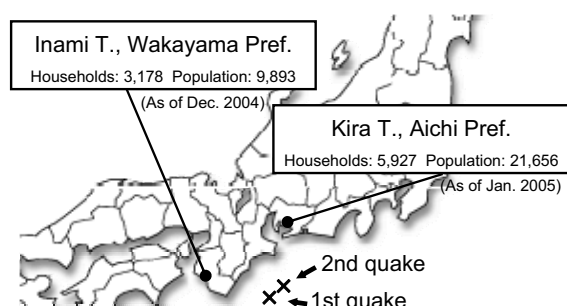 Inami T., Wakayama Pref.
Households: 3,178 Population: 9,893
(As of Dec. 2004)
Kira T., Aichi Pref.
Households: 5,927 Population: 21,656
(As of Jan. 2005)
2nd quake
1st quake